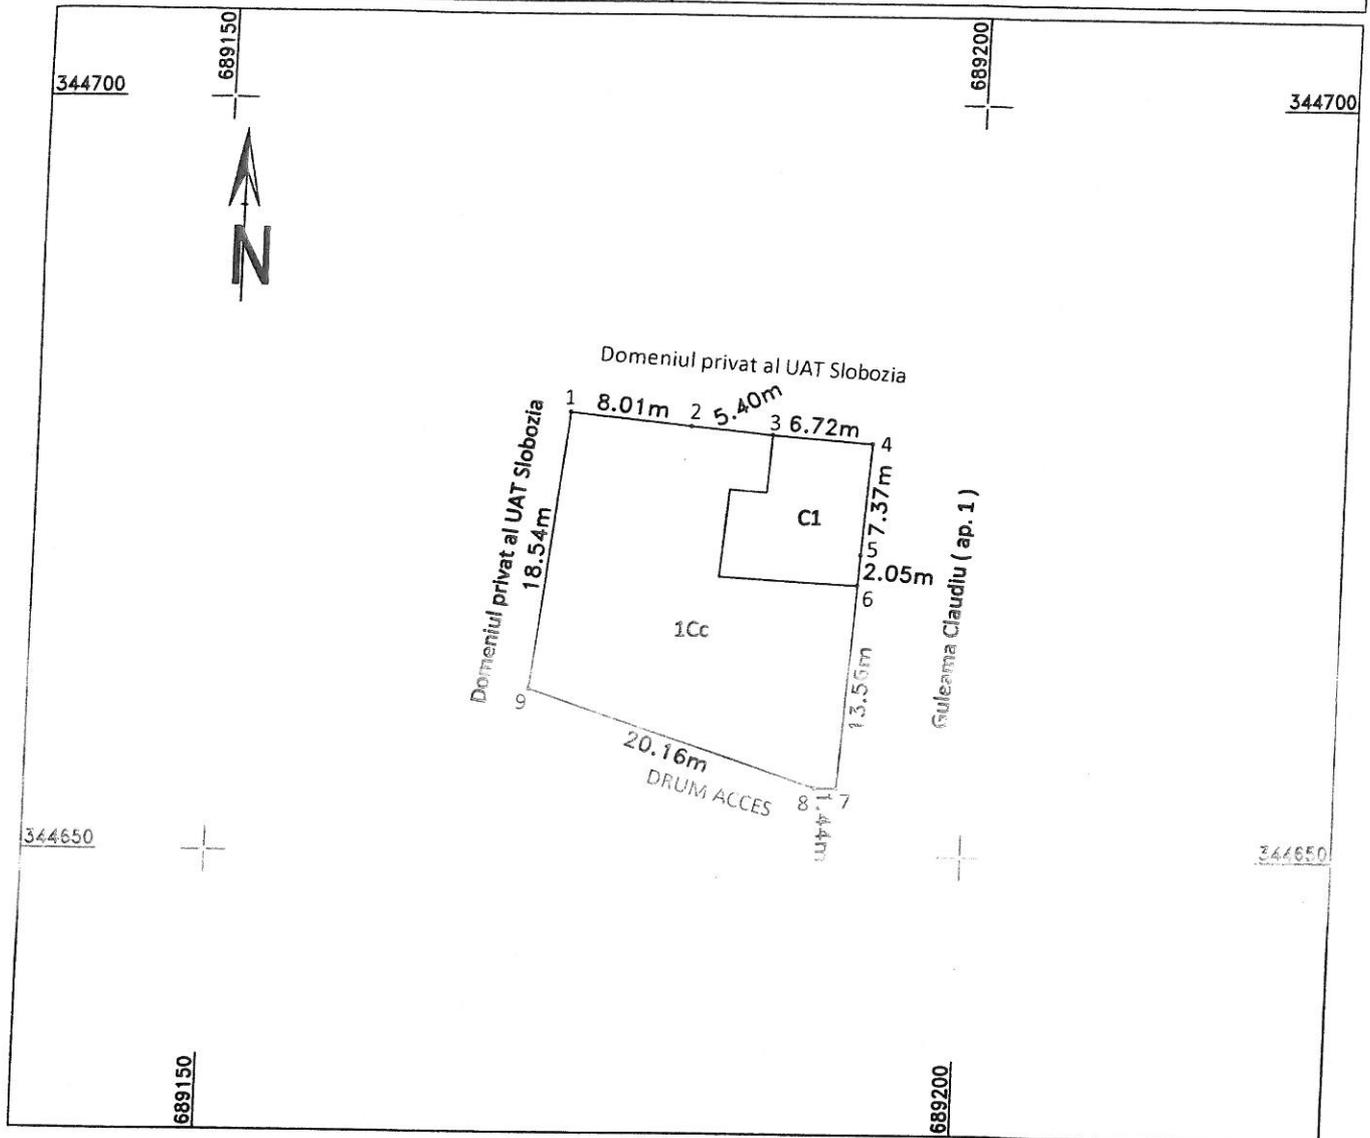 689150
689200
344700
344700
N
Domeniul privat al UAT Slobozia
1
8.01m
2
5.40m
3
6.72m
4
Domeniul privat al UAT Slobozia
18.54m
7.37m
C1
5
2.05m
6
Guleama Claudiu ( ap. 1 )
1Cc
13.56m
9
20.16m
DRUM ACCES
8
7
1.44m
344650
344650
689150
689200